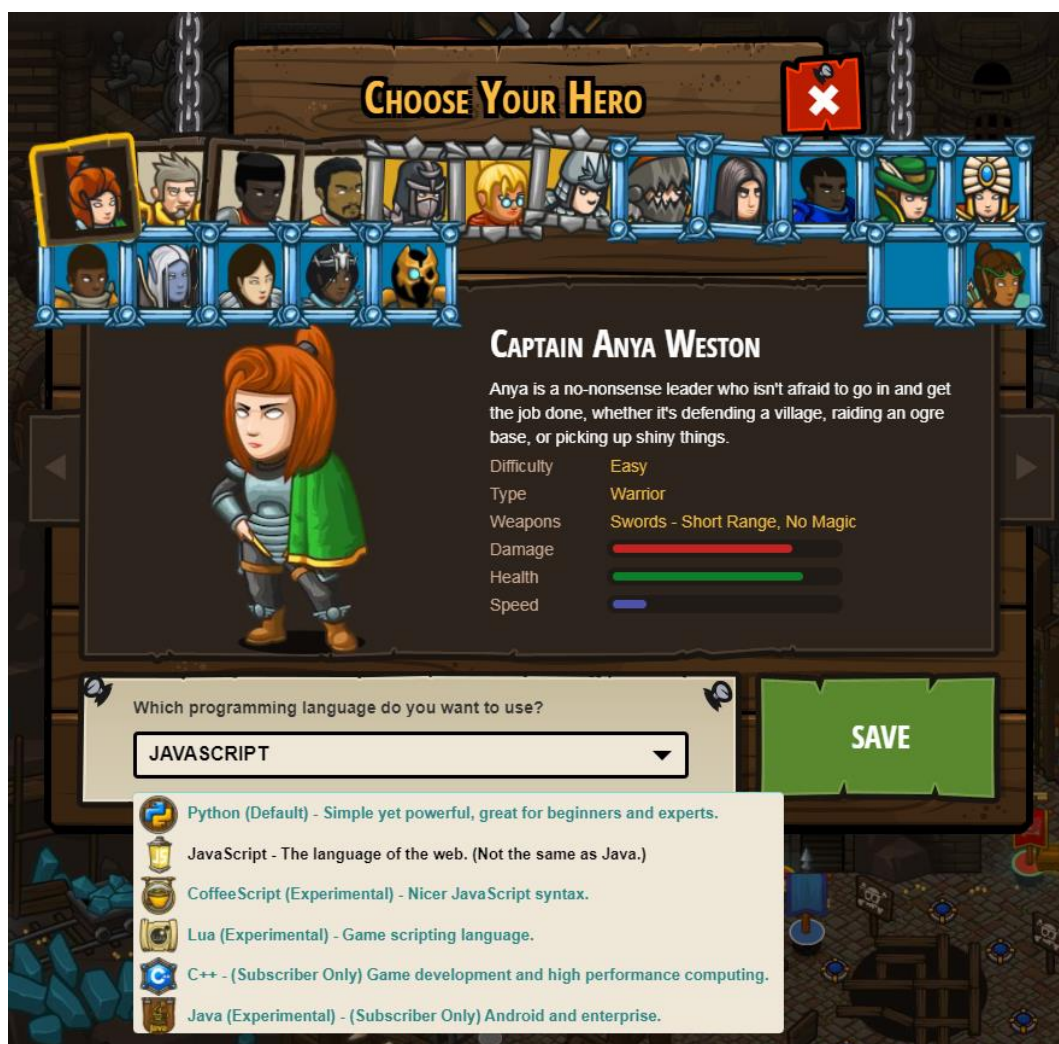 CHOOSE YOUR HERO
CAPTAIN ANYA WESTON
Anya is a no-nonsense leader who isn't afraid to go in and get
the job done, whether it's defending a village, raiding an ogre
base, or picking up shiny things.
Difficulty Easy
Type Warrior
Weapons Swords - Short Range, No Magic
Damage
Health
Speed
Which programming language do you want to use?
JAVASCRIPT
SAVE
Python (Default) - Simple yet powerful, great for beginners and experts.
JS
JavaScript - The language of the web. (Not the same as Java.)
CoffeeScript (Experimental) - Nicer JavaScript syntax.
Lua (Experimental) - Game scripting language.
C++
C++ - (Subscriber Only) Game development and high performance computing.
Java
Java (Experimental) - (Subscriber Only) Android and enterprise.